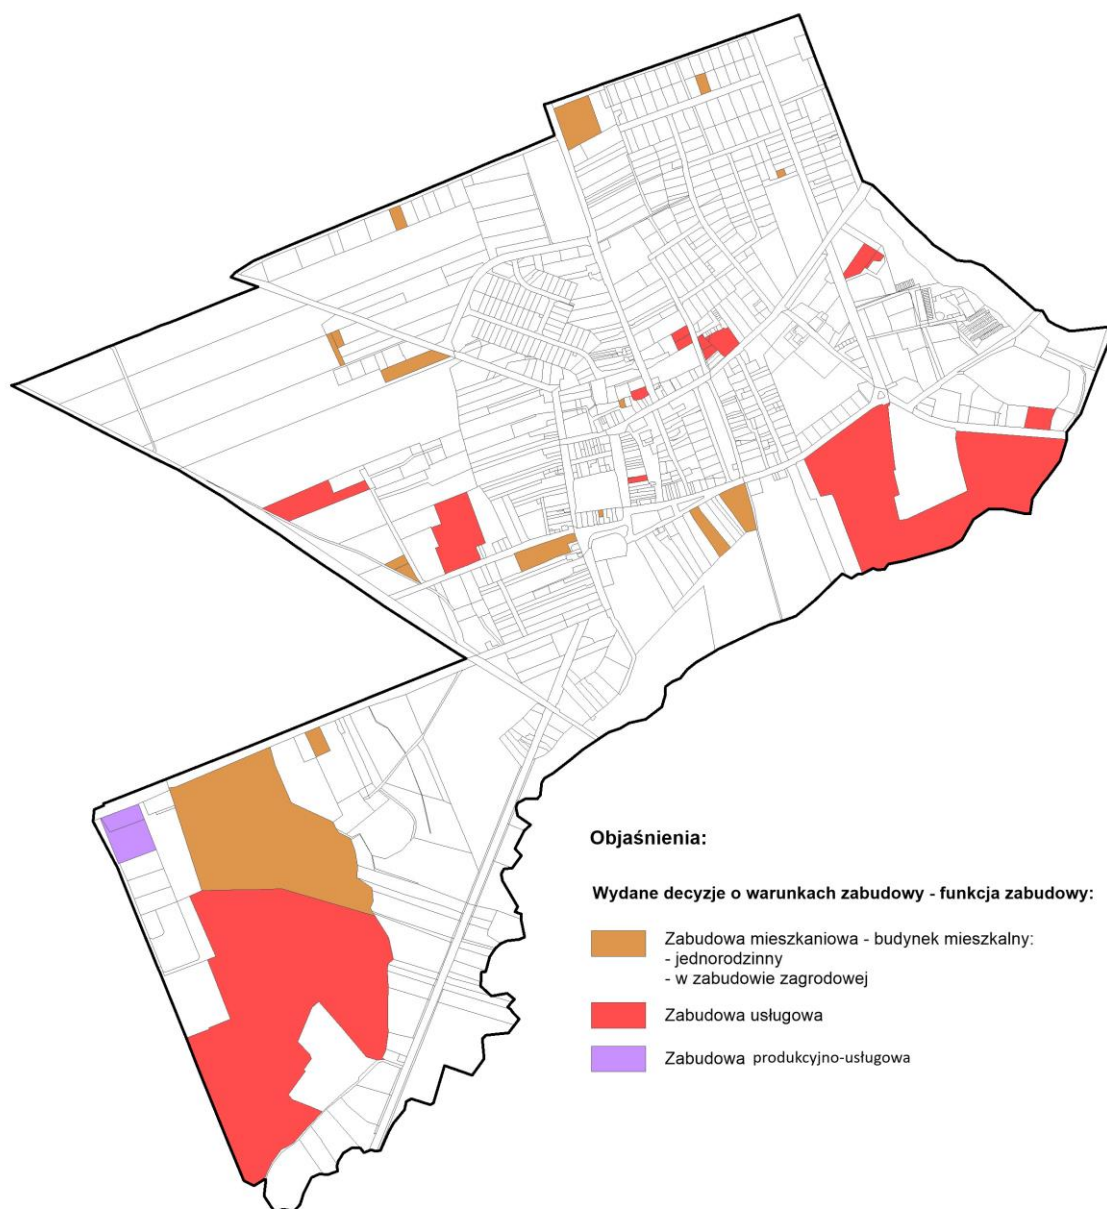 Objaśnienia:
Wydane decyzje o warunkach zabudowy - funkcja zabudowy:
Zabudowa mieszkaniowa - budynek mieszkalny:
- jednorodzinny
- w zabudowie zagrodowej
Zabudowa usługowa
Zabudowa produkcyjno-usługowa